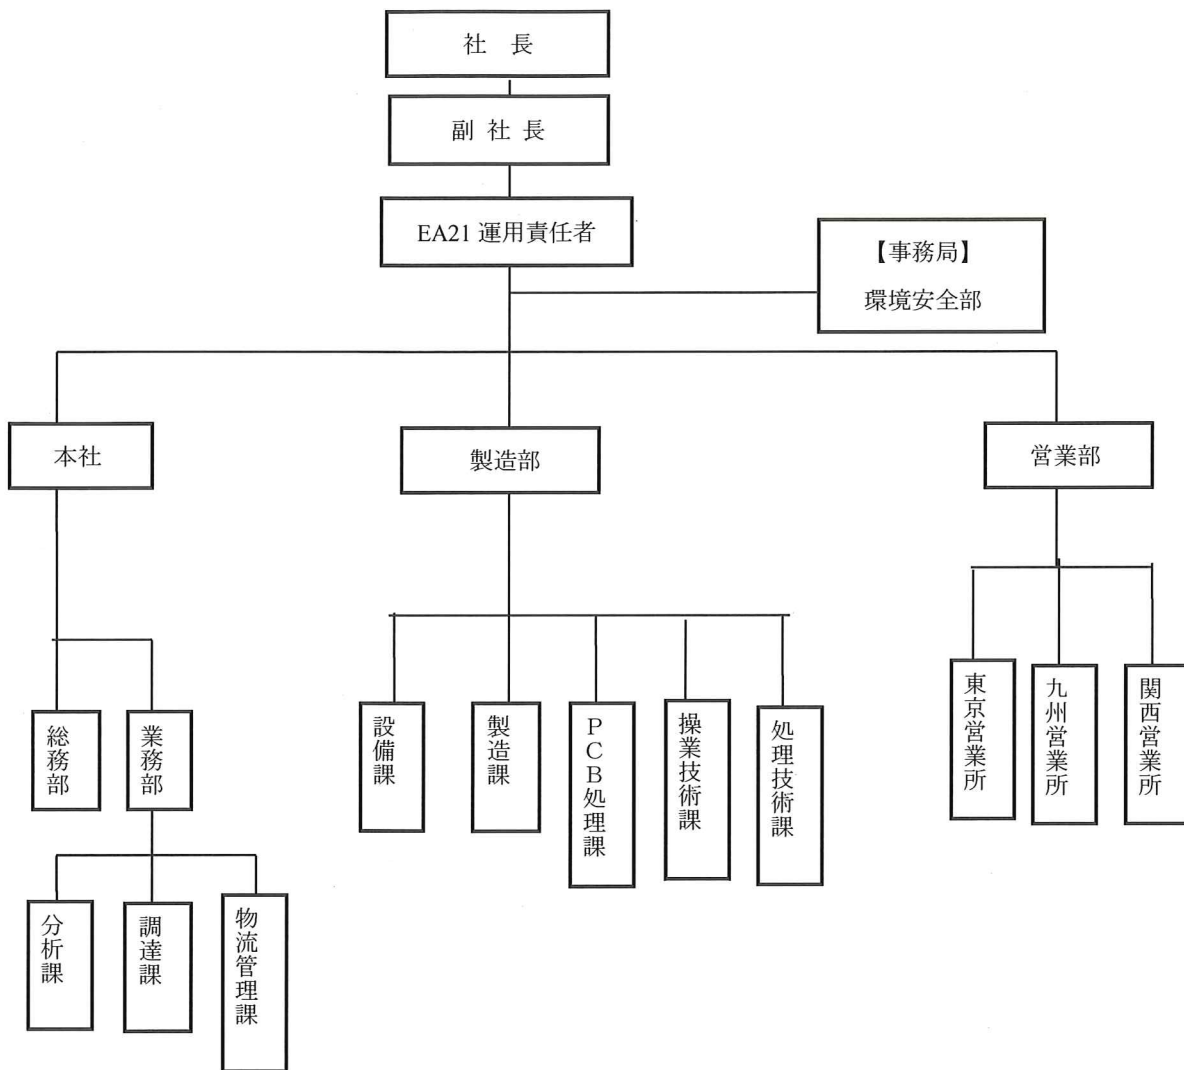 社 長
副 社 長
EA21 運用責任者
【事務局】
環境安全部
本社
製造部
営業部
総務部
業務部
設備課
製造課
PCB処理課
操業技術課
処理技術課
東京営業所
九州営業所
関西営業所
分析課
調達課
物流管理課